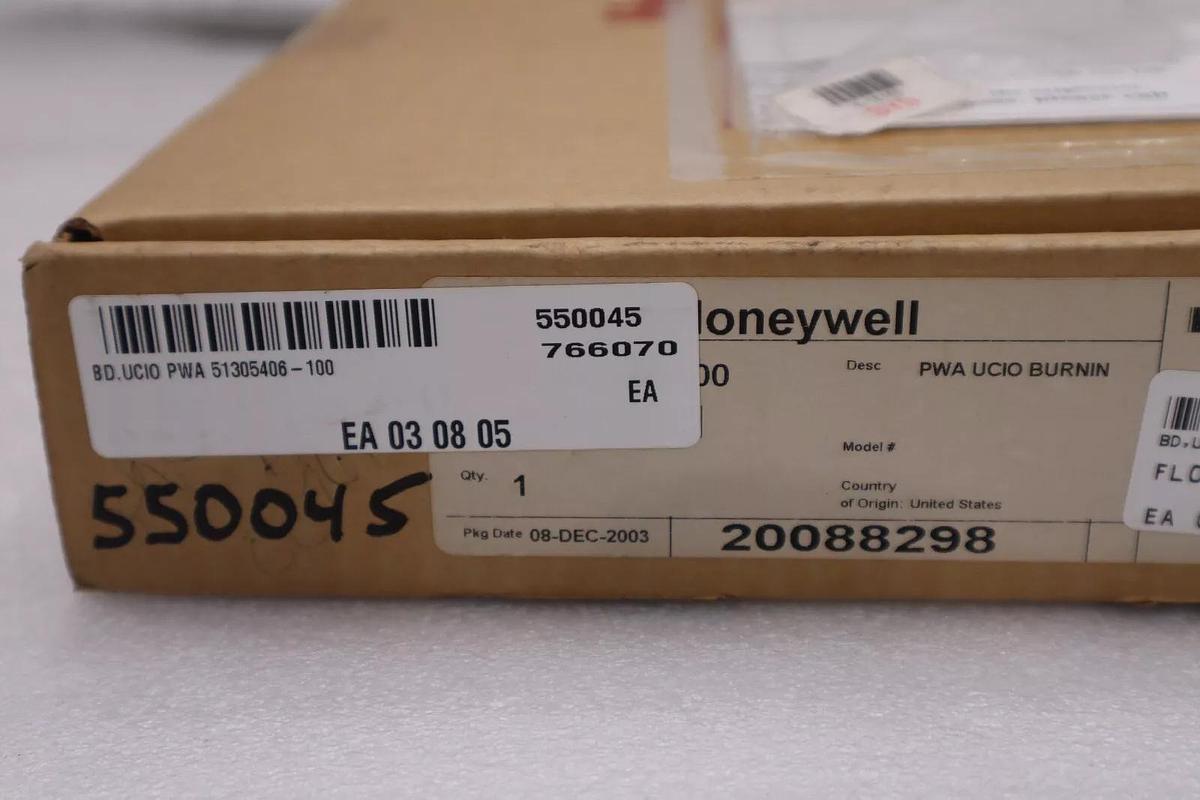 550045
766070
BD.UCIO PWA 51305406-100
EA
EA 03 08 05
oneywell
00
Desc PWA UCIO BURNIN
Model #
Qty. 1
Country
of Origin: United States
Pkg Date 08-DEC-2003
20088298
550045
BD.U
FLO
EA